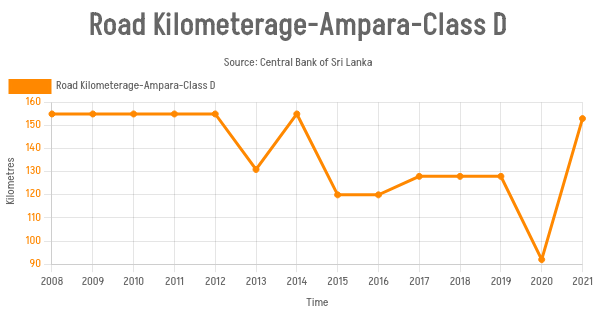 Road Kilometerage-Ampara-Class D
Source: Central Bank of Sri Lanka
Road Kilometerage-Ampara-Class D
160
150
140
130
120
110
100
90
Kilometres
2008 2009 2010 2011 2012 2013 2014 2015 2016 2017 2018 2019 2020 2021
Time